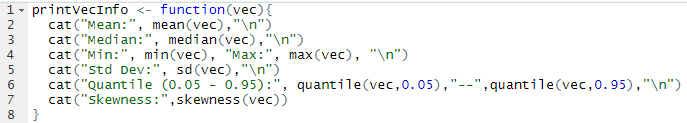 1 printVecInfo <- function(vec){
2   cat("Mean:", mean(vec),"\n")
3   cat("Median:", median(vec),"\n")
4   cat("Min:", min(vec), "Max:", max(vec), "\n")
5   cat("Std Dev:", sd(vec),"\n")
6   cat("Quantile (0.05 - 0.95):", quantile(vec,0.05),"--",quantile(vec,0.95),"\n")
7   cat("Skewness:",skewness(vec))
8 }